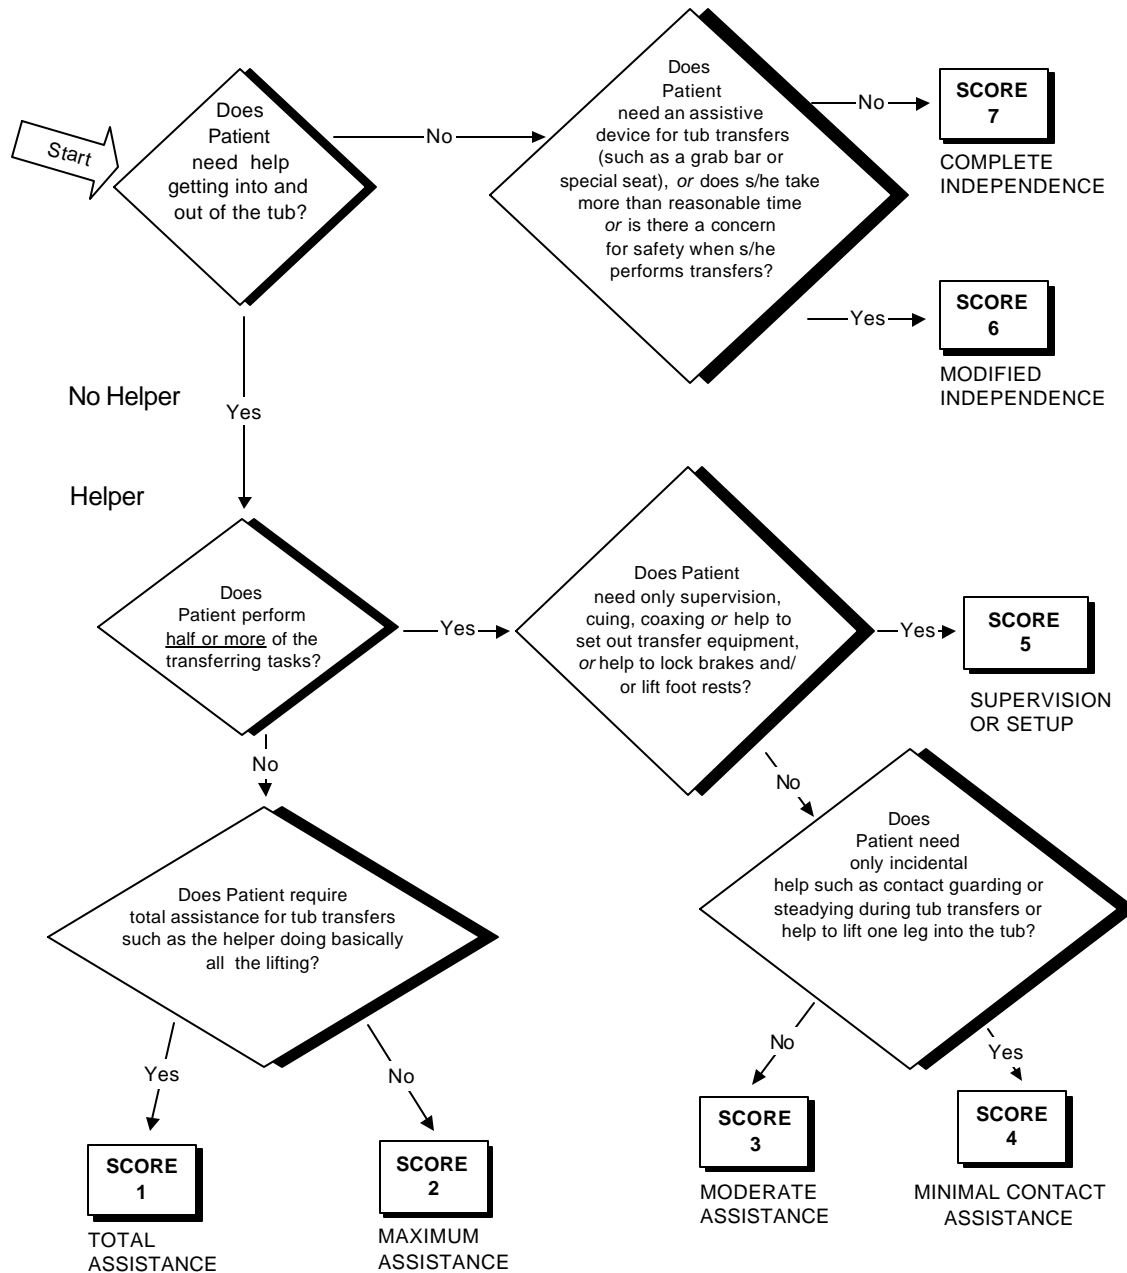 Start
Does
Patient
need help
getting into and
out of the tub?
No
Does
Patient
need an assistive
device for tub transfers
(such as a grab bar or
special seat), or does s/he take
more than reasonable time
or is there a concern
for safety when s/he
performs transfers?
No
SCORE
7
COMPLETE
INDEPENDENCE
Yes
SCORE
6
MODIFIED
INDEPENDENCE
No Helper
Yes
Helper
Does
Patient perform
half or more of the
transferring tasks?
Yes
Does Patient
need only supervision,
cuing, coaxing or help to
set out transfer equipment,
or help to lock brakes and/
or lift foot rests?
Yes
SCORE
5
SUPERVISION
OR SETUP
No
No
Does Patient require
total assistance for tub transfers
such as the helper doing basically
all the lifting?
Does
Patient need
only incidental
help such as contact guarding or
steadying during tub transfers or
help to lift one leg into the tub?
Yes
No
No
Yes
SCORE
1
TOTAL
ASSISTANCE
SCORE
2
MAXIMUM
ASSISTANCE
SCORE
3
MODERATE
ASSISTANCE
SCORE
4
MINIMAL CONTACT
ASSISTANCE